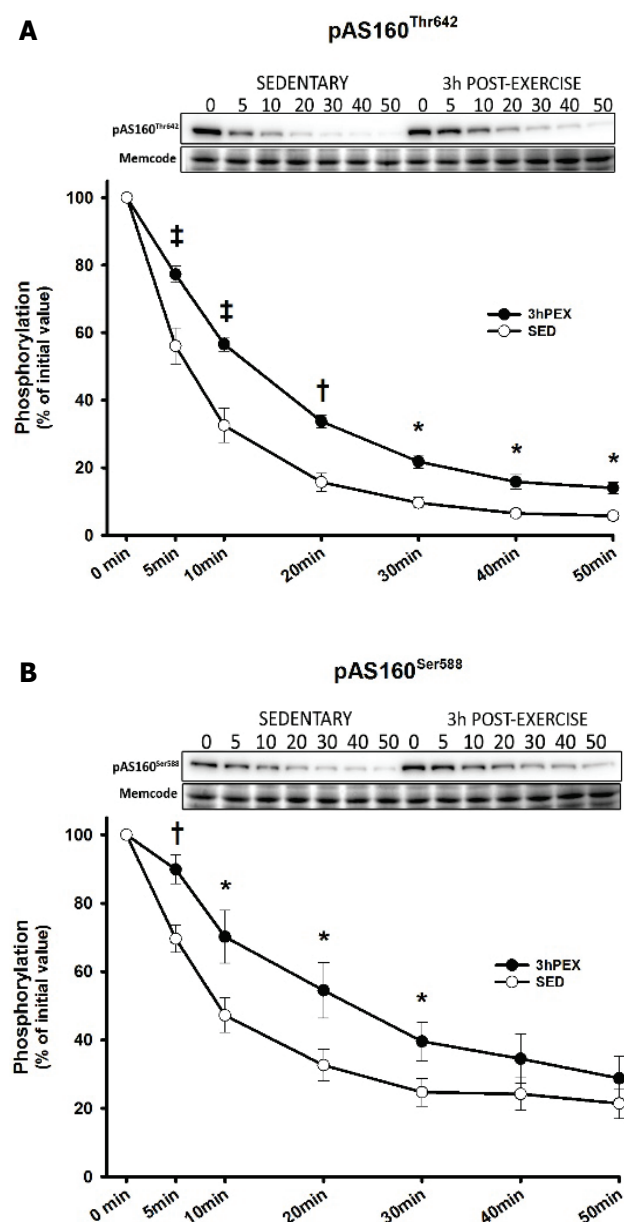 A
pAS160Thr642
SEDENTARY 3h POST-EXERCISE
0 5 10 20 30 40 50 0 5 10 20 30 40 50
pAS160Thr642
Memcode
100
80
60
40
20
0
Phosphorylation
(% of initial value)
‡
‡
†
*
*
*
3hPEX
SED
0 min
5min
10min
20min
30min
40min
50min
B
pAS160Ser588
SEDENTARY 3h POST-EXERCISE
0 5 10 20 30 40 50 0 5 10 20 30 40 50
pAS160Ser588
Memcode
100
80
60
40
20
0
Phosphorylation
(% of initial value)
†
*
*
*
3hPEX
SED
0 min
5min
10min
20min
30min
40min
50min